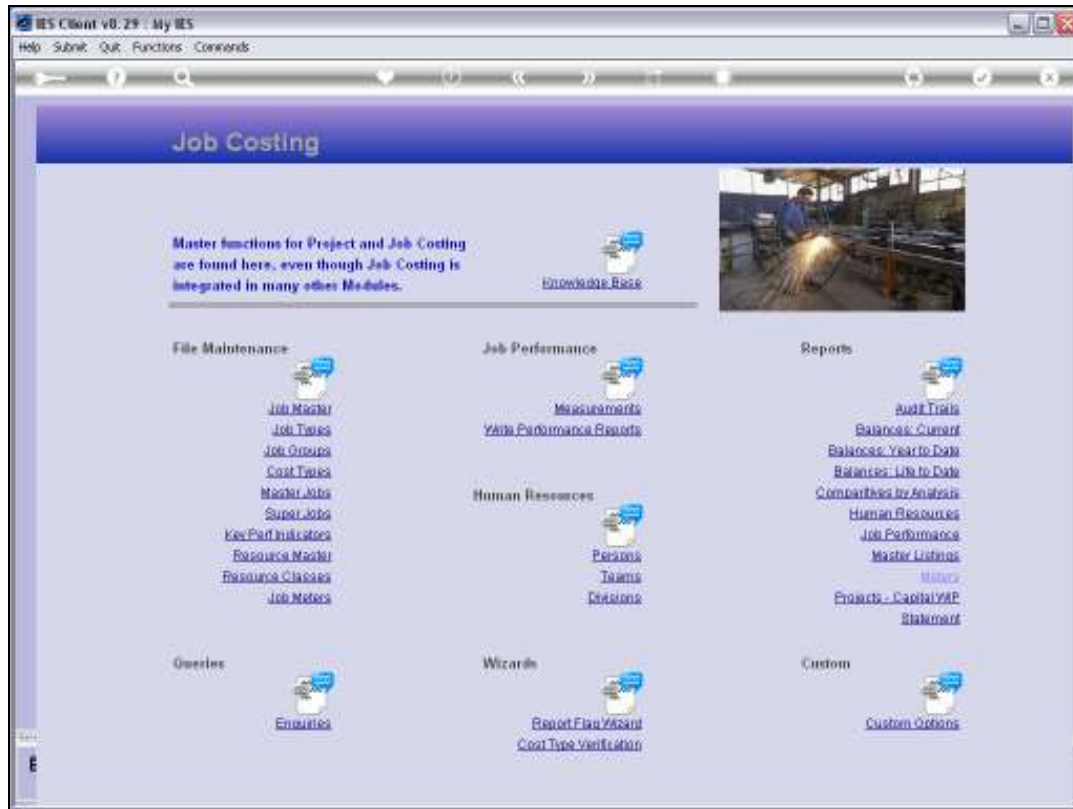 IES Client v8.29 : My IES
Help Submit Quit Functions Commands
Job Costing
Master functions for Project and Job Costing
are found here, even though Job Costing is
integrated in many other Modules.
Knowledge Base
File Maintenance
Job Master
Job Types
Job Groups
Cost Types
Master Jobs
Super Jobs
Key Perf Indicators
Resource Master
Resource Classes
Job Meters
Job Performance
Measurements
Write Performance Reports
Human Resources
Persons
Teams
Divisions
Reports
Audit Trails
Balances: Current
Balances: Year to Date
Balances: Life to Date
Comparitives by Analysis
Human Resources
Job Performance
Master Listings
Meters
Projects - Capital WIP
Statement
Queries
Enquiries
Wizards
Report Flag Wizard
Cost Type Verification
Custom
Custom Options